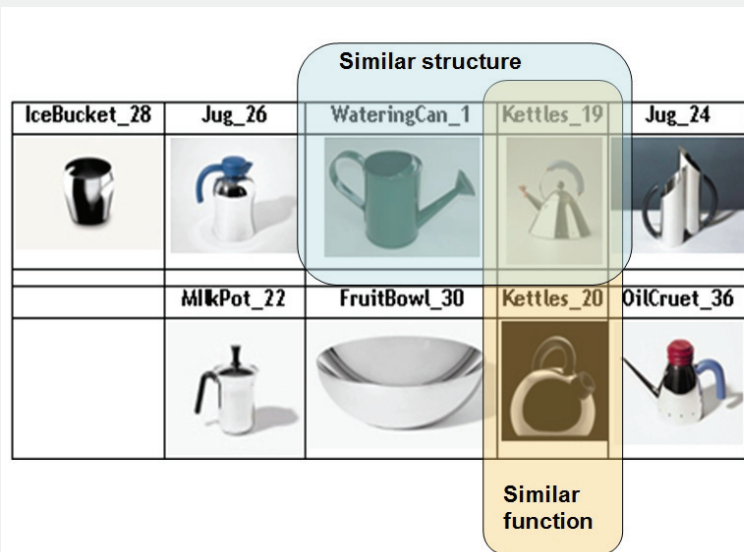 Similar structure
IceBucket_28 Jug_26 WateringCan_1 Kettles_19 Jug_24
MilkPot_22 FruitBowl_30 Kettles_20 OilCruet_36
Similar
function